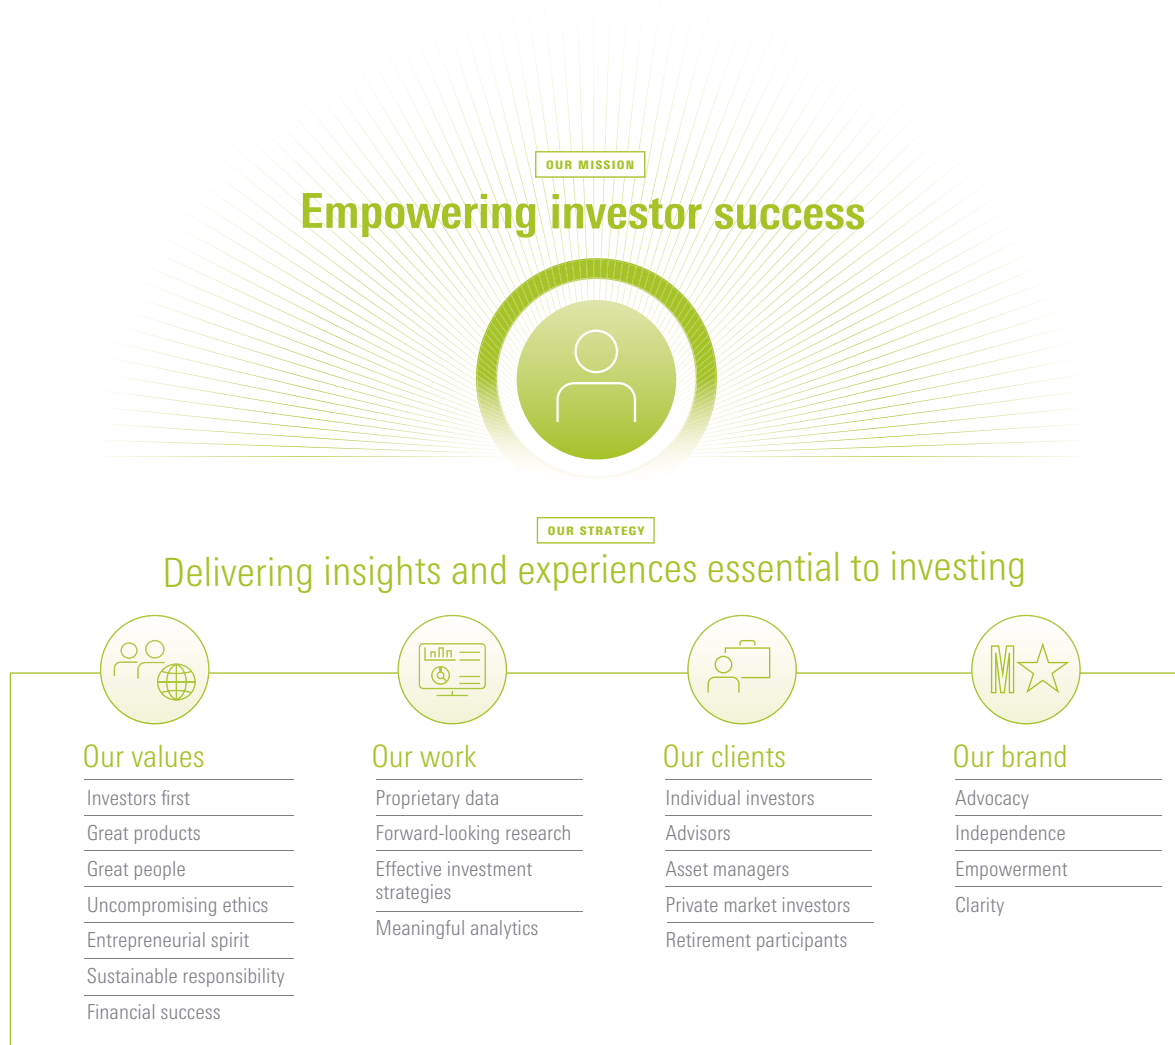 OUR MISSION
Empowering investor success
OUR STRATEGY
Delivering insights and experiences essential to investing
M
Our values
Investors first
Great products
Great people
Uncompromising ethics
Entrepreneurial spirit
Sustainable responsibility
Financial success
Our work
Proprietary data
Forward-looking research
Effective investment
strategies
Meaningful analytics
Our clients
Individual investors
Advisors
Asset managers
Private market investors
Retirement participants
Our brand
Advocacy
Independence
Empowerment
Clarity